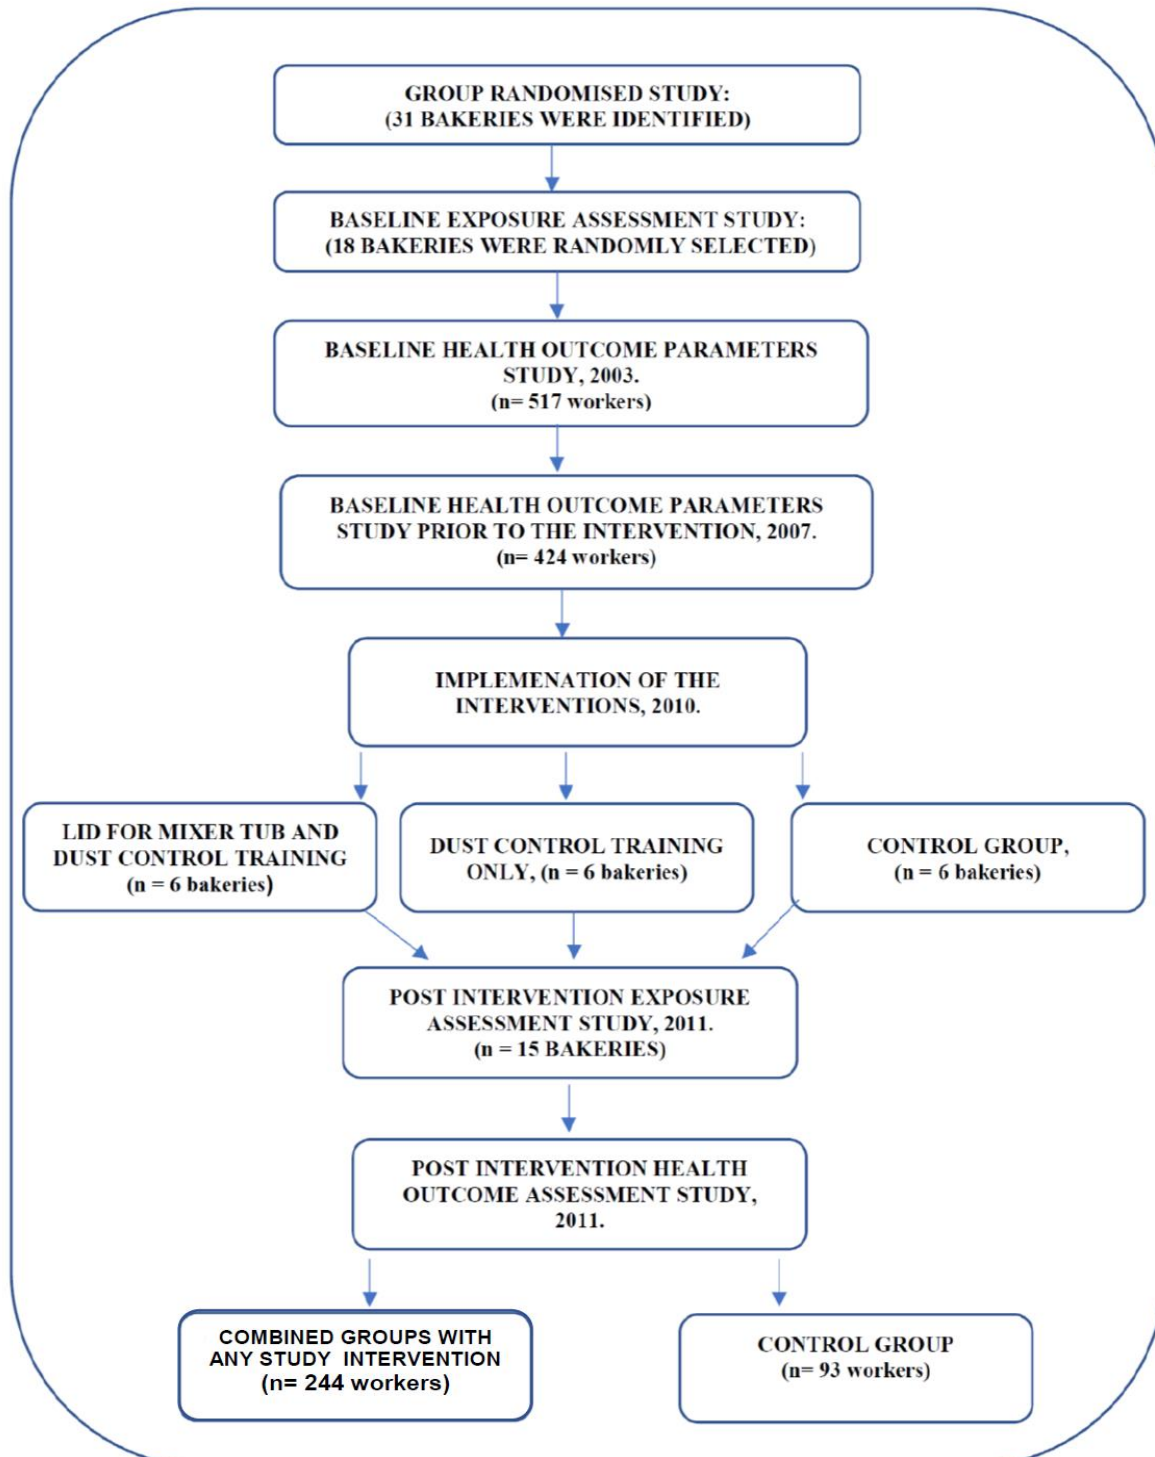 GROUP RANDOMISED STUDY:
(31 BAKERIES WERE IDENTIFIED)
BASELINE EXPOSURE ASSESSMENT STUDY:
(18 BAKERIES WERE RANDOMLY SELECTED)
BASELINE HEALTH OUTCOME PARAMETERS
STUDY, 2003.
(n= 517 workers)
BASELINE HEALTH OUTCOME PARAMETERS
STUDY PRIOR TO THE INTERVENTION, 2007.
(n= 424 workers)
IMPLEMENATION OF THE
INTERVENTIONS, 2010.
LID FOR MIXER TUB AND
DUST CONTROL TRAINING
(n = 6 bakeries)
DUST CONTROL TRAINING
ONLY, (n = 6 bakeries)
CONTROL GROUP,
(n = 6 bakeries)
POST INTERVENTION EXPOSURE
ASSESSMENT STUDY, 2011.
(n = 15 BAKERIES)
POST INTERVENTION HEALTH
OUTCOME ASSESSMENT STUDY,
2011.
COMBINED GROUPS WITH
ANY STUDY INTERVENTION
(n= 244 workers)
CONTROL GROUP
(n= 93 workers)